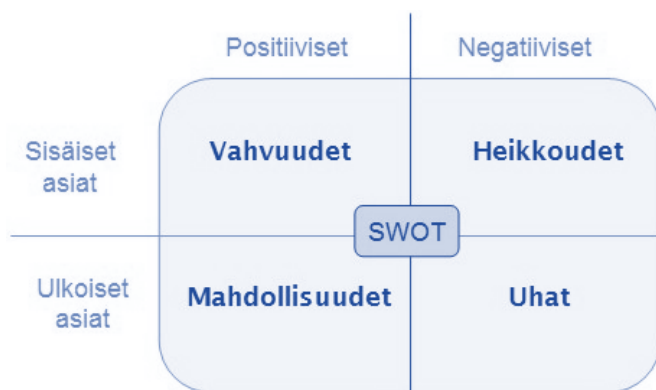 Positiiviset Negatiiviset
Sisäiset Vahvuudet Heikkoudet
asiat
SWOT
Ulkoiset Mahdollisuudet Uhat
asiat